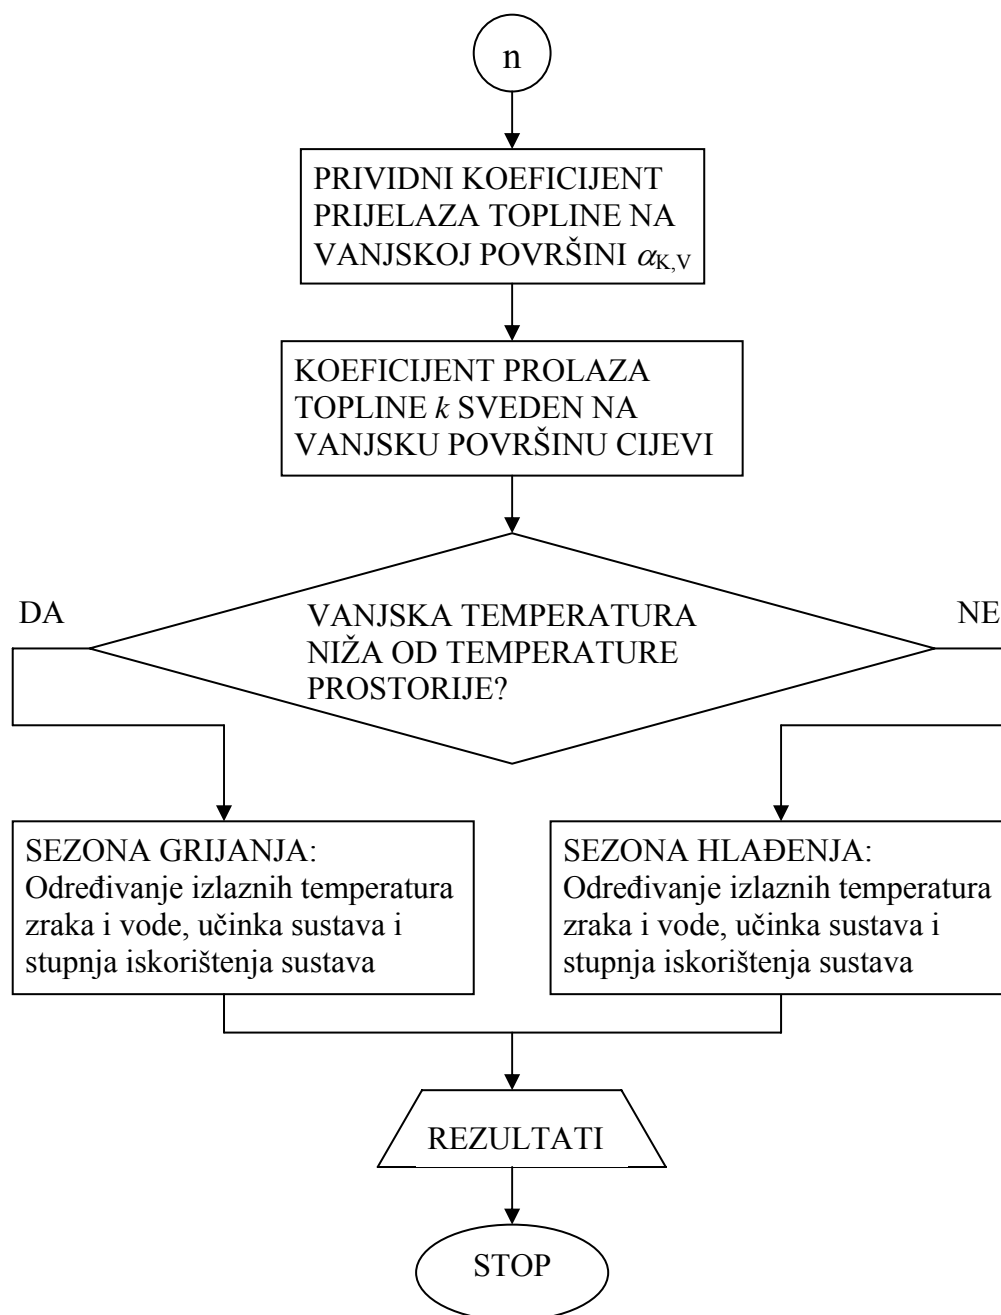 n
PRIVIDNI KOEFICIJENT
PRIJELAZA TOPLINE NA
VANJSKOJ POVRŠINI αK,V
KOEFICIJENT PROLAZA
TOPLINE k SVEDEN NA
VANJSKU POVRŠINU CIJEVI
DA
VANJSKA TEMPERATURA
NIŽA OD TEMPERATURE
PROSTORIJE?
NE
SEZONA GRIJANJA:
Određivanje izlaznih temperatura
zraka i vode, učinka sustava i
stupnja iskorištenja sustava
SEZONA HLAĐENJA:
Određivanje izlaznih temperatura
zraka i vode, učinka sustava i
stupnja iskorištenja sustava
REZULTATI
STOP